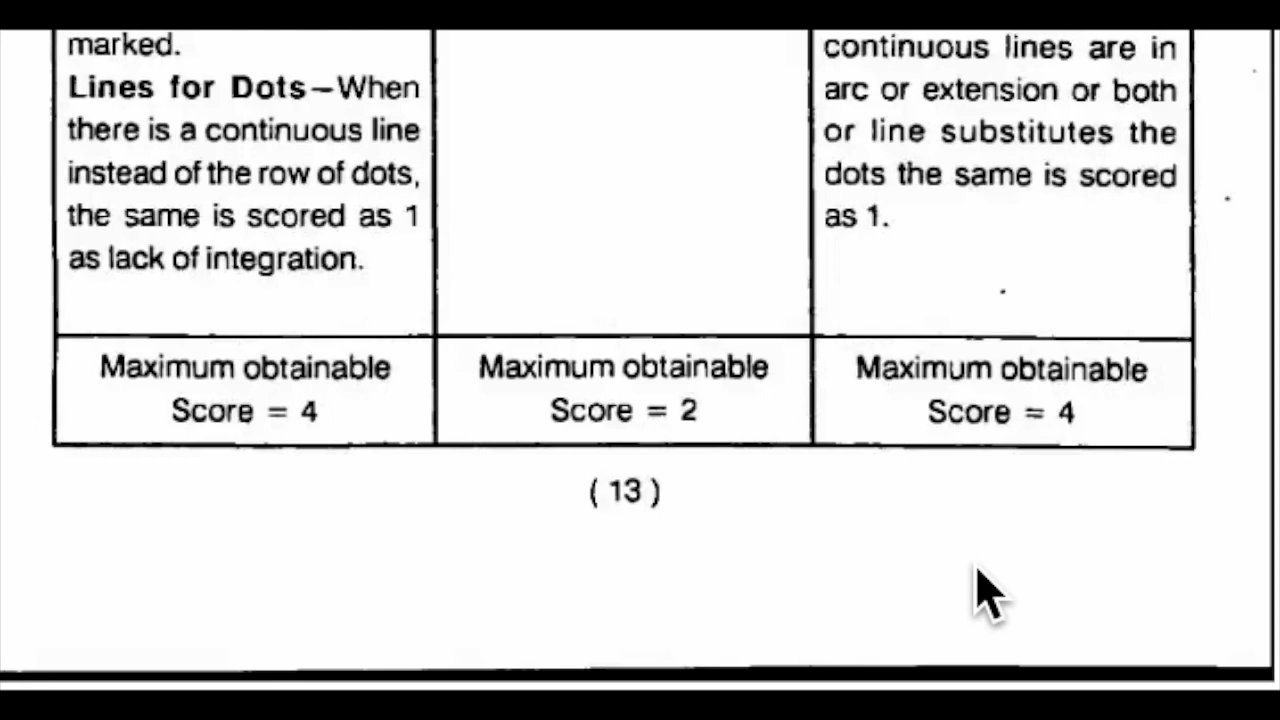 marked.
Lines for Dots—When
there is a continuous line
instead of the row of dots,
the same is scored as 1
as lack of integration.
continuous lines are in
arc or extension or both
or line substitutes the
dots the same is scored
as 1.
Maximum obtainable
Score = 4
Maximum obtainable
Score = 2
Maximum obtainable
Score = 4
( 13 )